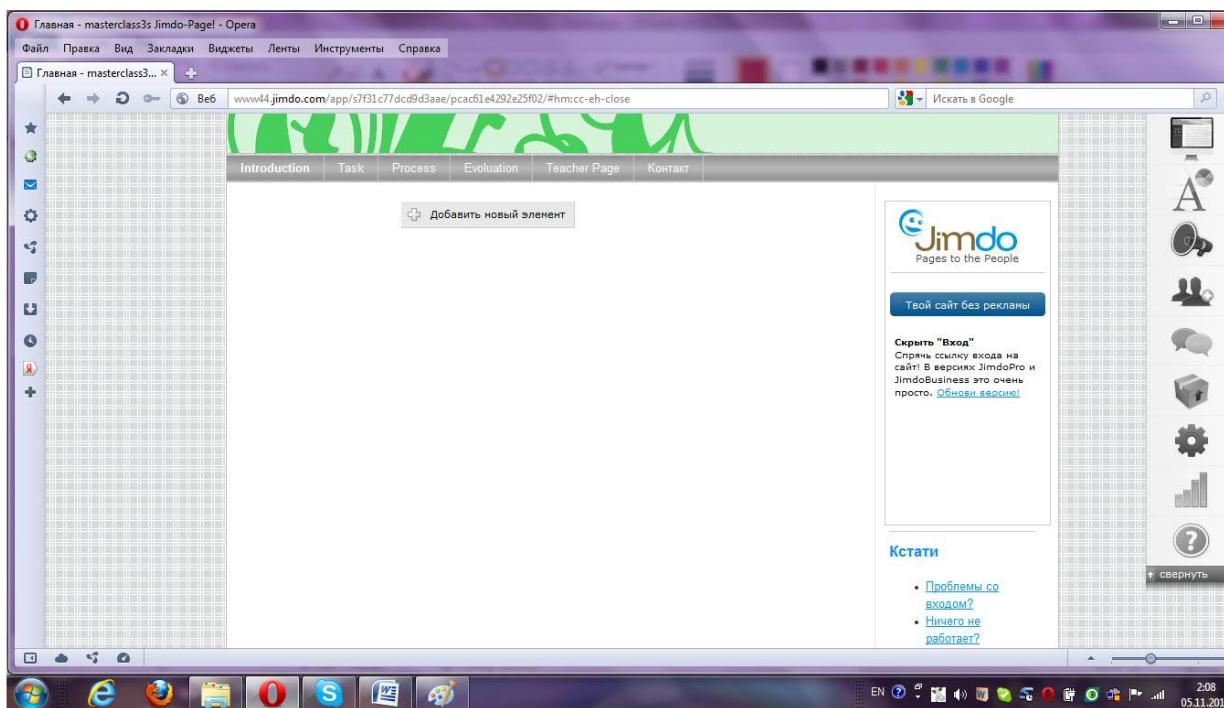 Главная - masterclass3s Jimdo-Page! - Opera
Файл Правка Вид Закладки Виджеты Ленты Инструменты Справка
Главная - masterclass3...
Веб www44.jimdo.com/app/s7f31c77dcd9d3aae/pcac61e4292e25f02/#hm:cc-eh-close Искать в Google
Introduction Task Process Evoluation Teacher Page Контакт
Добавить новый элемент
Jimdo
Pages to the People
Твой сайт без рекламы
Скрыть "Вход"
Спрячь ссылку входа на
сайт! В версиях JimdoPro и
JimdoBusiness это очень
просто. Обнови версию!
Кстати
Проблемы со
входом?
Ничего не
работает?
свернуть
EN
2:08
05.11.201